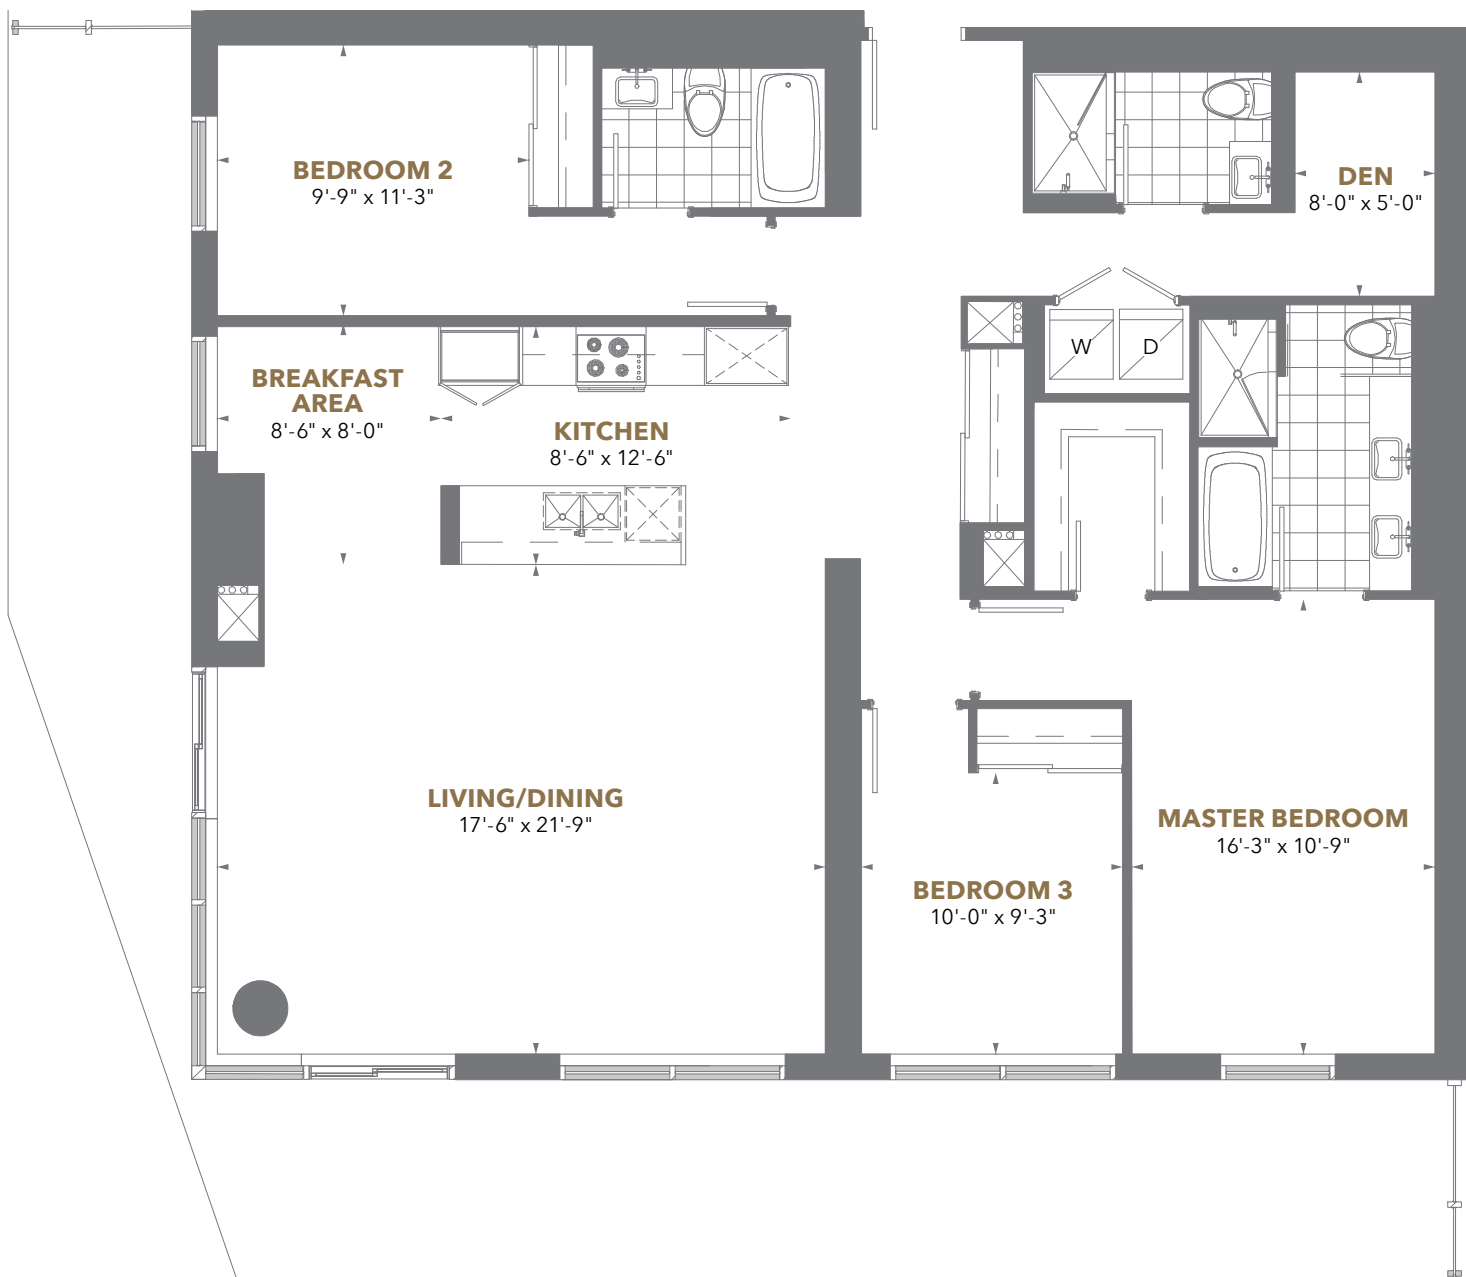 BEDROOM 2
9'-9" x 11'-3"
DEN
8'-0" x 5'-0"
W
D
BREAKFAST
AREA
8'-6" x 8'-0"
KITCHEN
8'-6" x 12'-6"
LIVING/DINING
17'-6" x 21'-9"
MASTER BEDROOM
16'-3" x 10'-9"
BEDROOM 3
10'-0" x 9'-3"